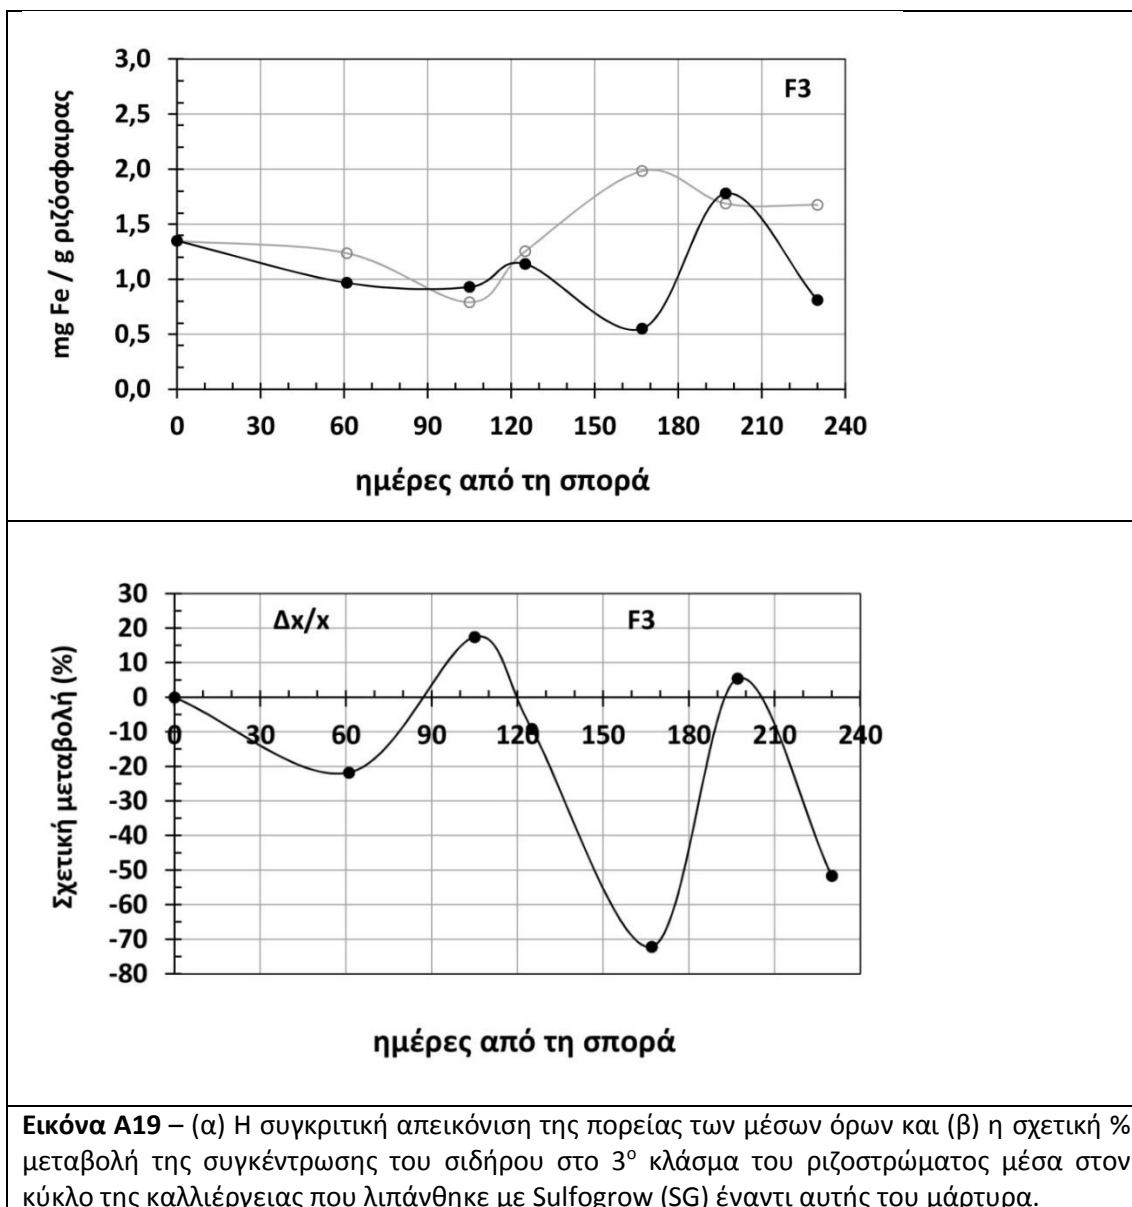 3,0
F3
2,5
2,0
1,5
1,0
0,5
0,0
mg Fe / g ριζόσφαιρας
0 30 60 90 120 150 180 210 240
ημέρες από τη σπορά
30
Δx/x F3
20
10
0
-10
0 30 60 90 120 150 180 210 240
-20
-30
-40
-50
-60
-70
-80
Σχετική μεταβολή (%)
ημέρες από τη σπορά
Εικόνα Α19 – (α) Η συγκριτική απεικόνιση της πορείας των μέσων όρων και (β) η σχετική %
μεταβολή της συγκέντρωσης του σιδήρου στο 3ο κλάσμα του ριζοστρώματος μέσα στον
κύκλο της καλλιέργειας που λιπάνθηκε με Sulfogrow (SG) έναντι αυτής του μάρτυρα.